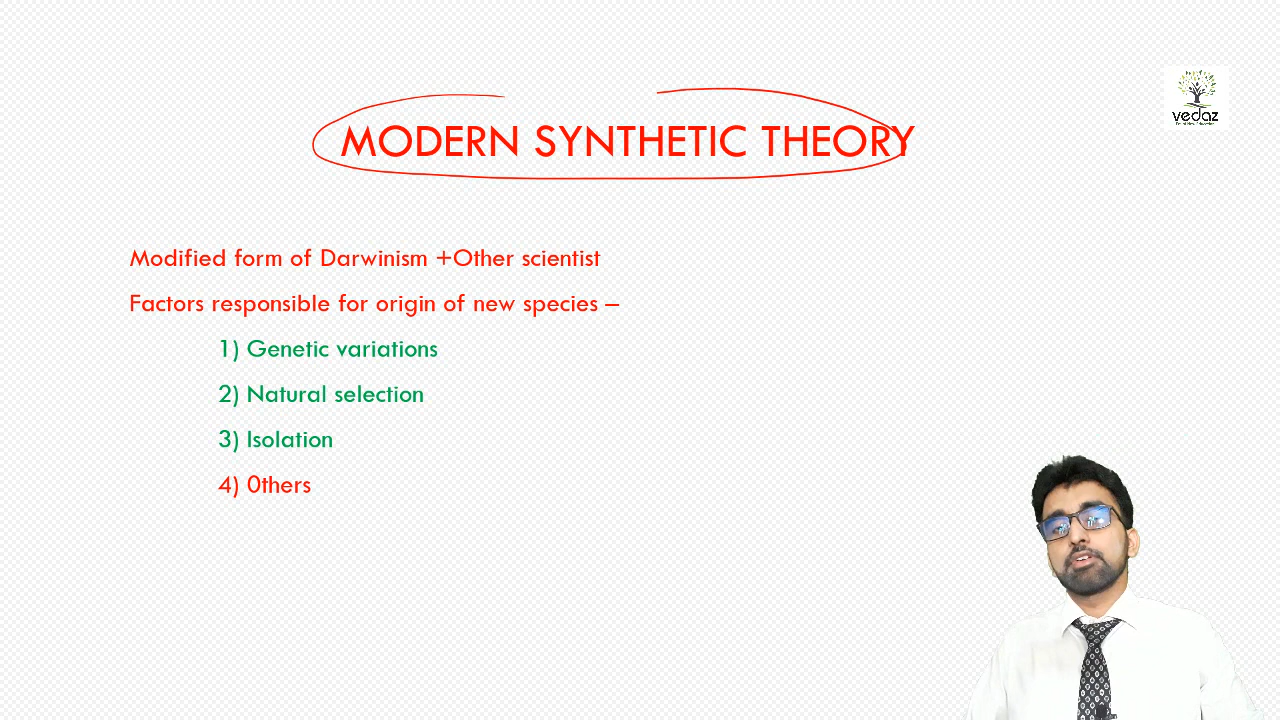 MODERN SYNTHETIC THEORY
vedaz
Modified form of Darwinism +Other scientist
Factors responsible for origin of new species –
1) Genetic variations
2) Natural selection
3) Isolation
4) 0thers